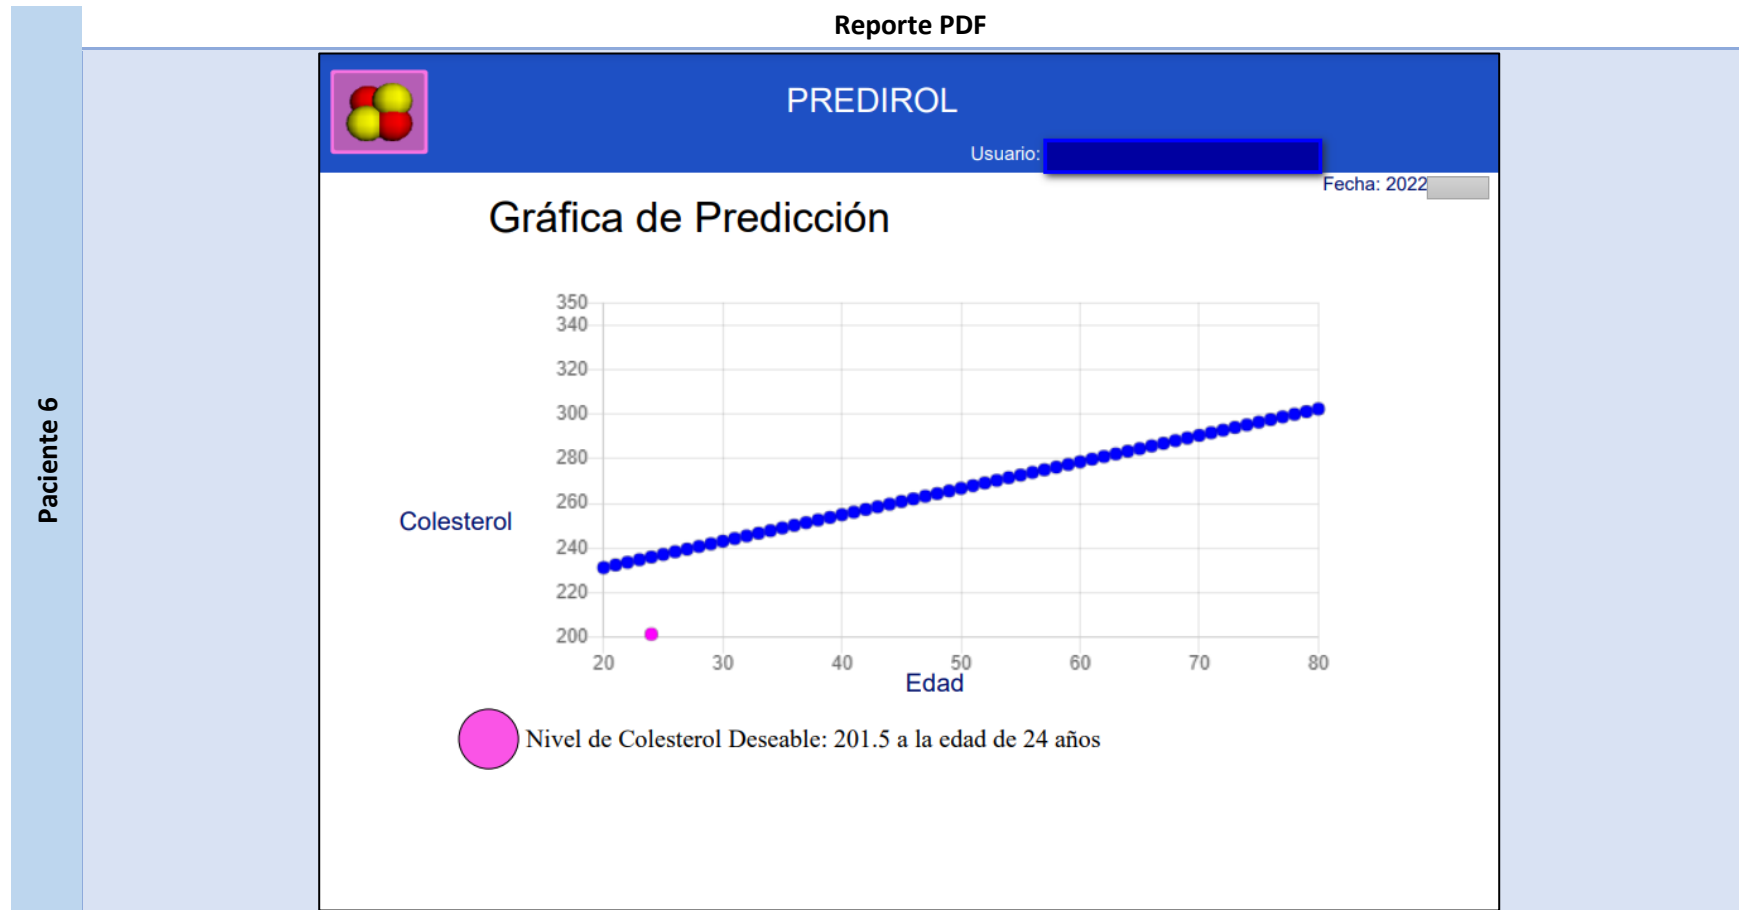 Reporte PDF
Paciente 6
PREDIROL
Usuario:
Fecha: 2022
Gráfica de Predicción
350
340
320
300
280
260
240
220
200
Colesterol
20 30 40 50 60 70 80
Edad
Nivel de Colesterol Deseable: 201.5 a la edad de 24 años